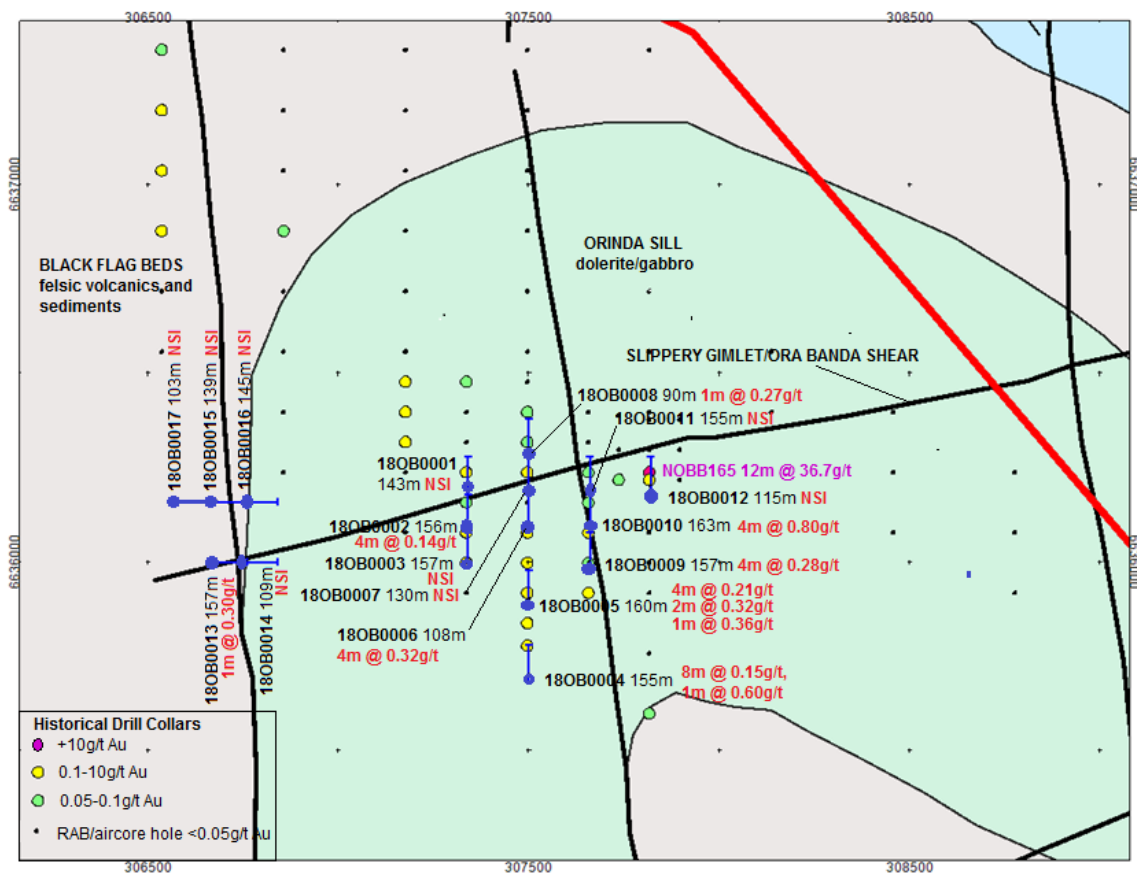 306500
307500
308500
6637000
6637000
BLACK FLAG BEDS
felsic volcanics and
sediments
ORINDA SILL
dolerite/gabbro
SLIPPERY GIMLET/ORA BANDA SHEAR
18OB0017 103m NSI
18OB0015 139m NSI
18OB0016 145m NSI
18OB0008 90m 1m @ 0.27g/t
18OB0011 155m NSI
18OB0001
143m NSI
NQBB165 12m @ 36.7g/t
18OB0012 115m NSI
18OB0002 156m
4m @ 0.14g/t
18OB0010 163m 4m @ 0.80g/t
18OB0003 157m
NSI
18OB0009 157m 4m @ 0.28g/t
6636000
6636000
18OB0007 130m NSI
18OB0005 160m
4m @ 0.21g/t
2m @ 0.32g/t
1m @ 0.36g/t
18OB0013 157m
1m @ 0.30g/t
18OB0014 109m
NSI
18OB0006 108m
4m @ 0.32g/t
18OB0004 155m
8m @ 0.15g/t,
1m @ 0.60g/t
Historical Drill Collars
+10g/t Au
0.1-10g/t Au
0.05-0.1g/t Au
RAB/aircore hole <0.05g/t Au
306500
307500
308500